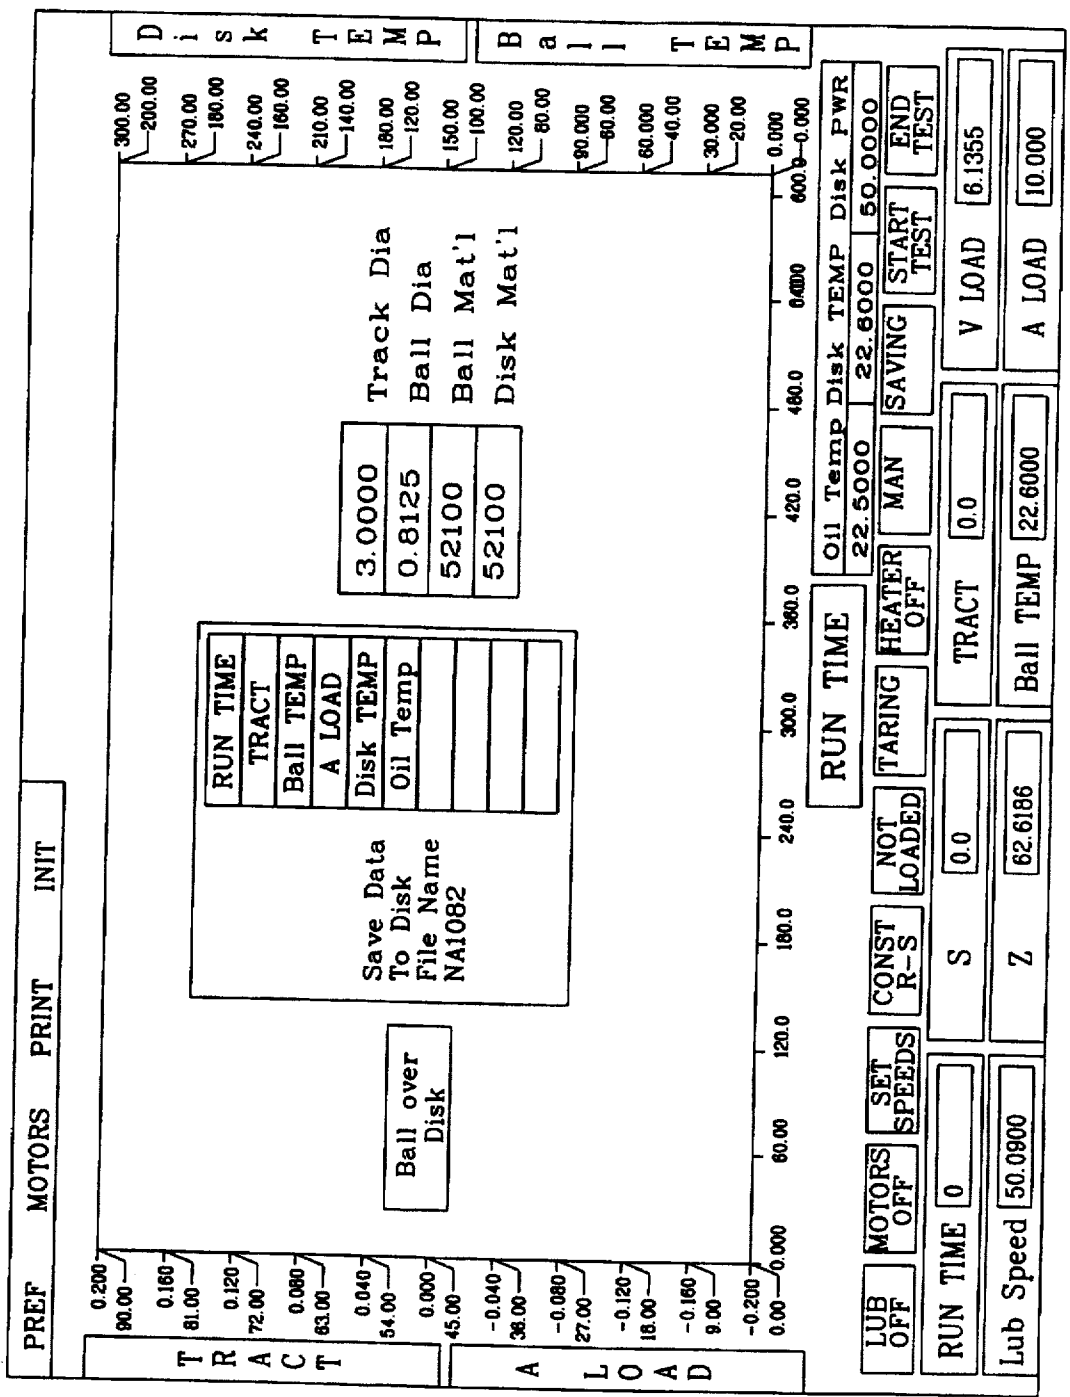 PREF MOTORS PRINT INIT
TRACT
A LOAD
0.200
90.00
0.160
81.00
0.120
72.00
0.080
63.00
0.040
54.00
0.000
45.00
-0.040
36.00
-0.080
27.00
-0.120
18.00
-0.160
9.00
-0.200
0.00
Ball over
Disk
Save Data
To Disk
File Name
NA1082
RUN TIME
TRACT
Ball TEMP
A LOAD
Disk TEMP
Oil Temp
3.0000 Track Dia
0.8125 Ball Dia
52100 Ball Mat'l
52100 Disk Mat'l
Disk TEMP
Ball TEMP
300.00
200.00
270.00
180.00
240.00
160.00
210.00
140.00
180.00
120.00
150.00
100.00
120.00
80.00
90.000
60.00
60.000
40.00
30.000
20.00
0.000
0.000
0.000 60.00 120.0 180.0 240.0 300.0 360.0 420.0 480.0 600.0
RUN TIME
Oil Temp Disk TEMP Disk PWR
22.5000 22.6000 50.0000
LUB OFF
MOTORS OFF
SET SPEEDS
CONST R-S
NOT LOADED
TARING
HEATER OFF
MAN
SAVING
START TEST
END TEST
RUN TIME 0 S 0.0 TRACT 0.0 V LOAD 6.1355
Lub Speed 50.0900 Z 62.6186 Ball TEMP 22.6000 A LOAD 10.000